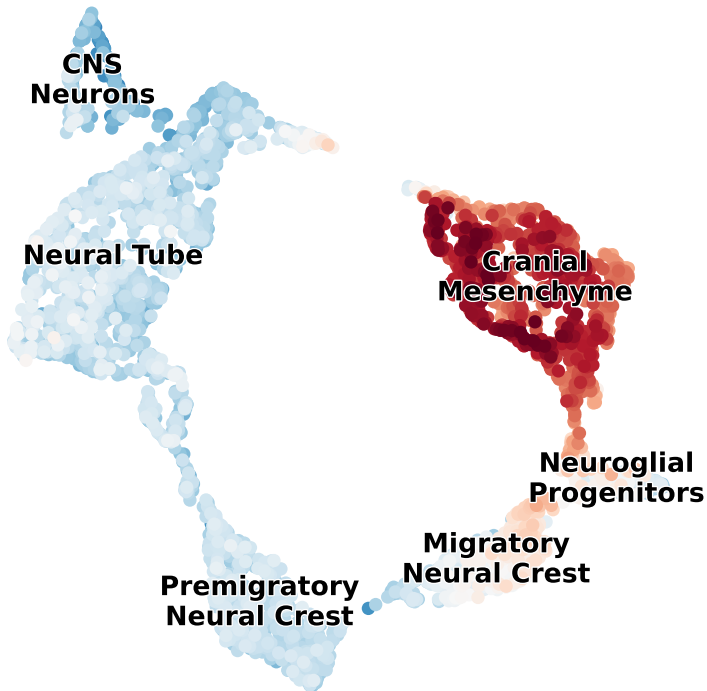 CNS
Neurons
Neural Tube
Cranial
Mesenchyme
Neuroglial
Progenitors
Migratory
Neural Crest
Premigratory
Neural Crest